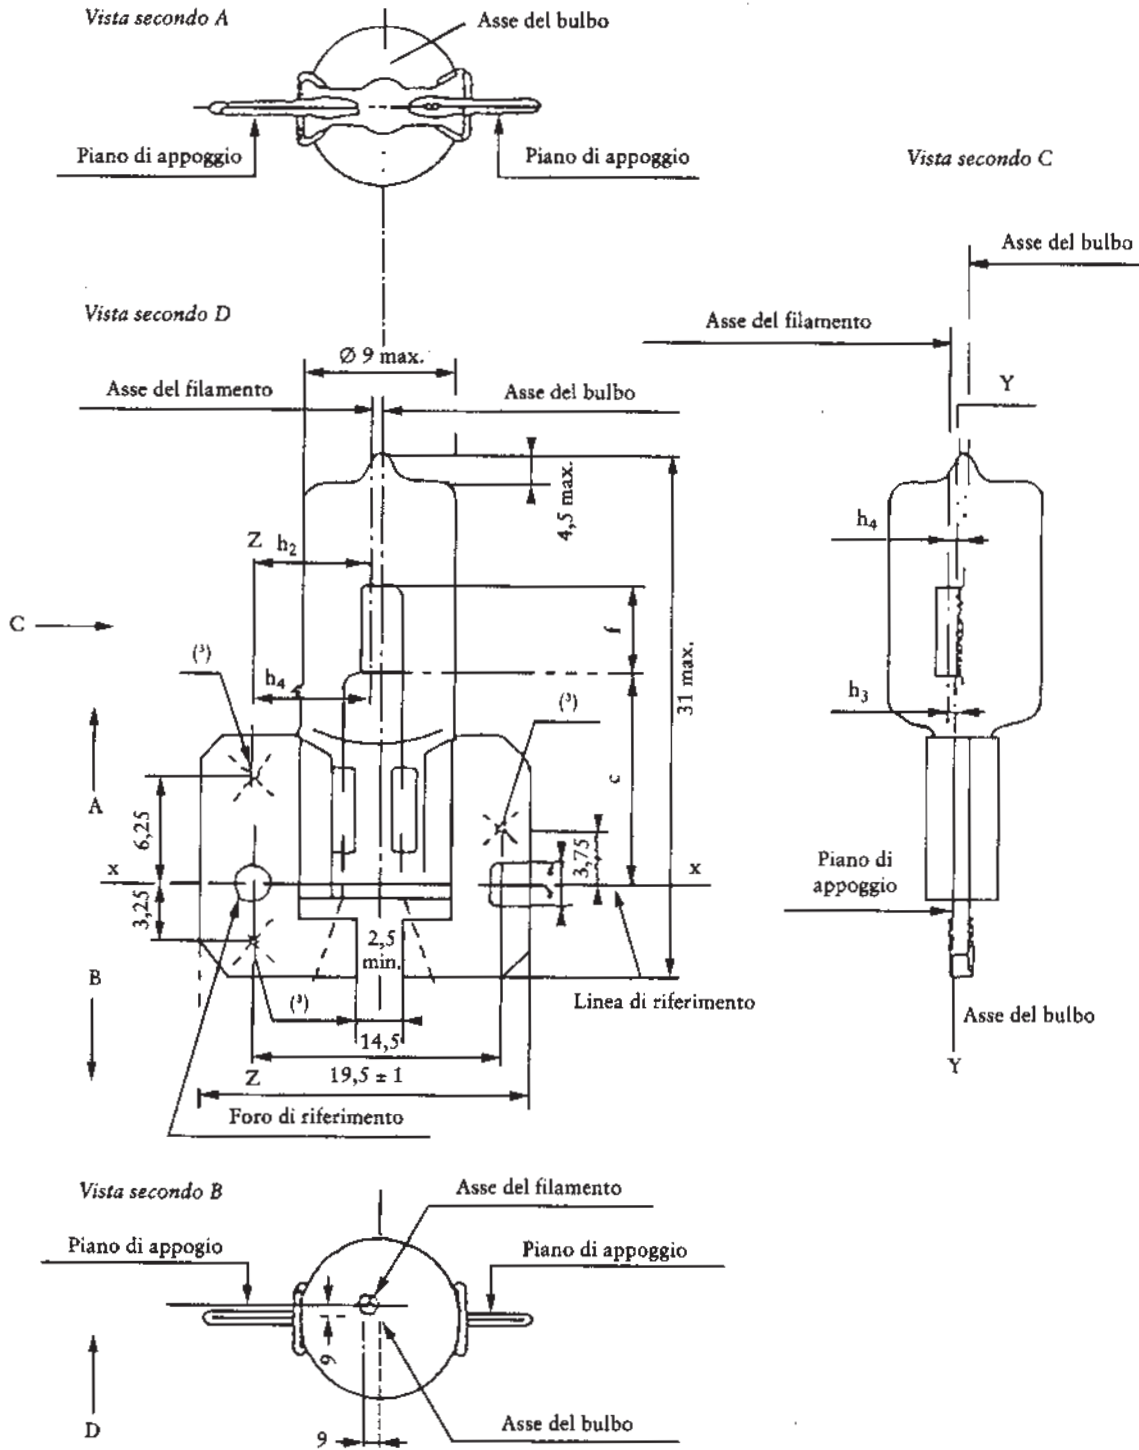 Vista secondo A
Asse del bulbo
Piano di appoggio
Piano di appoggio
Vista secondo C
Asse del bulbo
Vista secondo D
Asse del filamento
Ø 9 max.
Y
Asse del filamento
Asse del bulbo
4,5 max.
h4
Z h2
C
f
(³)
31 max.
h4
(³)
h3
c
A
6,25
3,75
x
x
Piano di
appoggio
3,25
2,5
min.
B
(³)
Linea di riferimento
Asse del bulbo
14,5
Z
19,5 ± 1
Y
Foro di riferimento
Vista secondo B
Asse del filamento
Piano di appogio
Piano di appoggio
9
D
Asse del bulbo
9